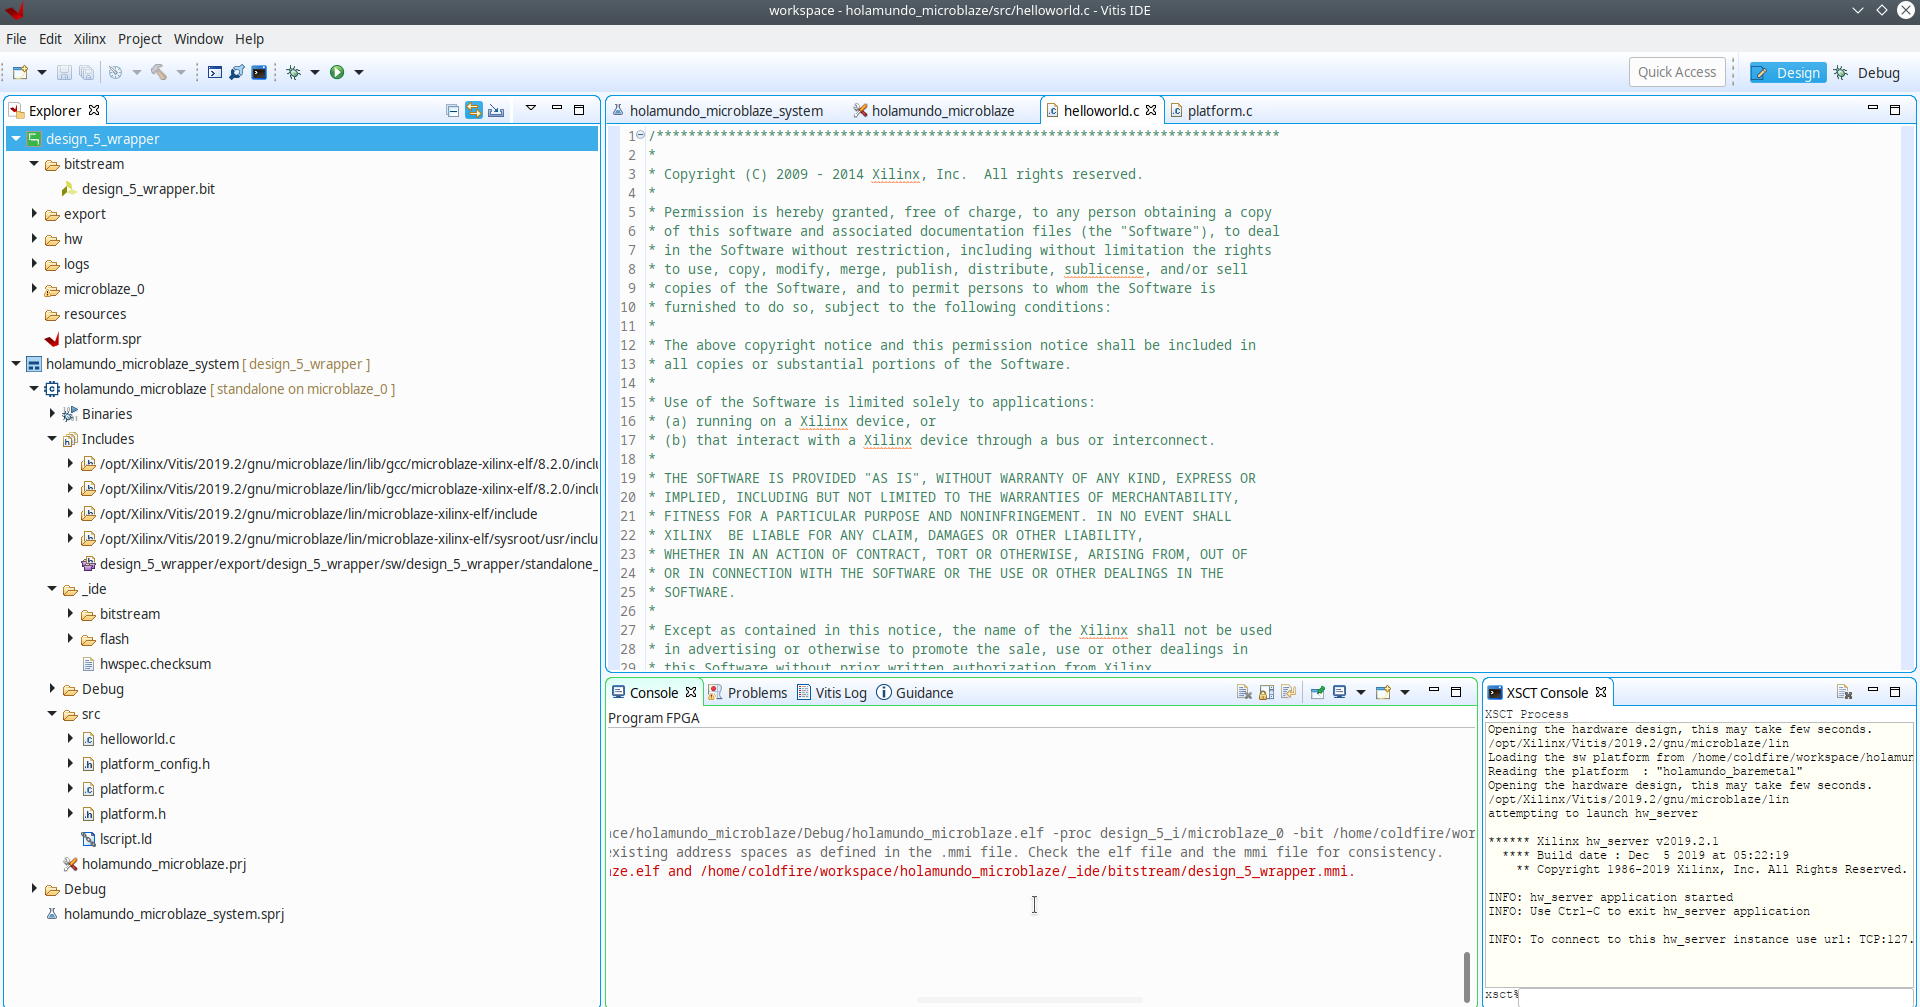 workspace - holamundo_microblaze/src/helloworld.c - Vitis IDE
File Edit Xilinx Project Window Help
Quick Access
Design
Debug
Explorer
design_5_wrapper
bitstream
design_5_wrapper.bit
export
hw
logs
microblaze_0
resources
platform.spr
holamundo_microblaze_system [ design_5_wrapper ]
holamundo_microblaze [ standalone on microblaze_0 ]
Binaries
Includes
/opt/Xilinx/Vitis/2019.2/gnu/microblaze/lin/lib/gcc/microblaze-xilinx-elf/8.2.0/inclu
/opt/Xilinx/Vitis/2019.2/gnu/microblaze/lin/lib/gcc/microblaze-xilinx-elf/8.2.0/inclu
/opt/Xilinx/Vitis/2019.2/gnu/microblaze/lin/microblaze-xilinx-elf/include
/opt/Xilinx/Vitis/2019.2/gnu/microblaze/lin/microblaze-xilinx-elf/sysroot/usr/inclu
design_5_wrapper/export/design_5_wrapper/sw/design_5_wrapper/standalone_
_ide
bitstream
flash
hwspec.checksum
Debug
src
helloworld.c
platform_config.h
platform.c
platform.h
lscript.ld
holamundo_microblaze.prj
Debug
holamundo_microblaze_system.sprj
holamundo_microblaze_system
holamundo_microblaze
helloworld.c
platform.c
1 /******************************************************************************
2 *
3 * Copyright (C) 2009 - 2014 Xilinx, Inc.  All rights reserved.
4 *
5 * Permission is hereby granted, free of charge, to any person obtaining a copy
6 * of this software and associated documentation files (the "Software"), to deal
7 * in the Software without restriction, including without limitation the rights
8 * to use, copy, modify, merge, publish, distribute, sublicense, and/or sell
9 * copies of the Software, and to permit persons to whom the Software is
10 * furnished to do so, subject to the following conditions:
11 *
12 * The above copyright notice and this permission notice shall be included in
13 * all copies or substantial portions of the Software.
14 *
15 * Use of the Software is limited solely to applications:
16 * (a) running on a Xilinx device, or
17 * (b) that interact with a Xilinx device through a bus or interconnect.
18 *
19 * THE SOFTWARE IS PROVIDED "AS IS", WITHOUT WARRANTY OF ANY KIND, EXPRESS OR
20 * IMPLIED, INCLUDING BUT NOT LIMITED TO THE WARRANTIES OF MERCHANTABILITY,
21 * FITNESS FOR A PARTICULAR PURPOSE AND NONINFRINGEMENT. IN NO EVENT SHALL
22 * XILINX  BE LIABLE FOR ANY CLAIM, DAMAGES OR OTHER LIABILITY,
23 * WHETHER IN AN ACTION OF CONTRACT, TORT OR OTHERWISE, ARISING FROM, OUT OF
24 * OR IN CONNECTION WITH THE SOFTWARE OR THE USE OR OTHER DEALINGS IN THE
25 * SOFTWARE.
26 *
27 * Except as contained in this notice, the name of the Xilinx shall not be used
28 * in advertising or otherwise to promote the sale, use or other dealings in
29 * this Software without prior written authorization from Xilinx.
Console
Problems
Vitis Log
Guidance
Program FPGA
ce/holamundo_microblaze/Debug/holamundo_microblaze.elf -proc design_5_i/microblaze_0 -bit /home/coldfire/wor
existing address spaces as defined in the .mmi file. Check the elf file and the mmi file for consistency.
aze.elf and /home/coldfire/workspace/holamundo_microblaze/_ide/bitstream/design_5_wrapper.mmi.
XSCT Console
XSCT Process
Opening the hardware design, this may take few seconds.
/opt/Xilinx/Vitis/2019.2/gnu/microblaze/lin
Loading the sw platform from /home/coldfire/workspace/holamun
Reading the platform  : "holamundo_baremetal"
Opening the hardware design, this may take few seconds.
/opt/Xilinx/Vitis/2019.2/gnu/microblaze/lin
attempting to launch hw_server
****** Xilinx hw_server v2019.2.1
**** Build date : Dec  5 2019 at 05:22:19
** Copyright 1986-2019 Xilinx, Inc. All Rights Reserved.
INFO: hw_server application started
INFO: Use Ctrl-C to exit hw_server application
INFO: To connect to this hw_server instance use url: TCP:127.
xsct%